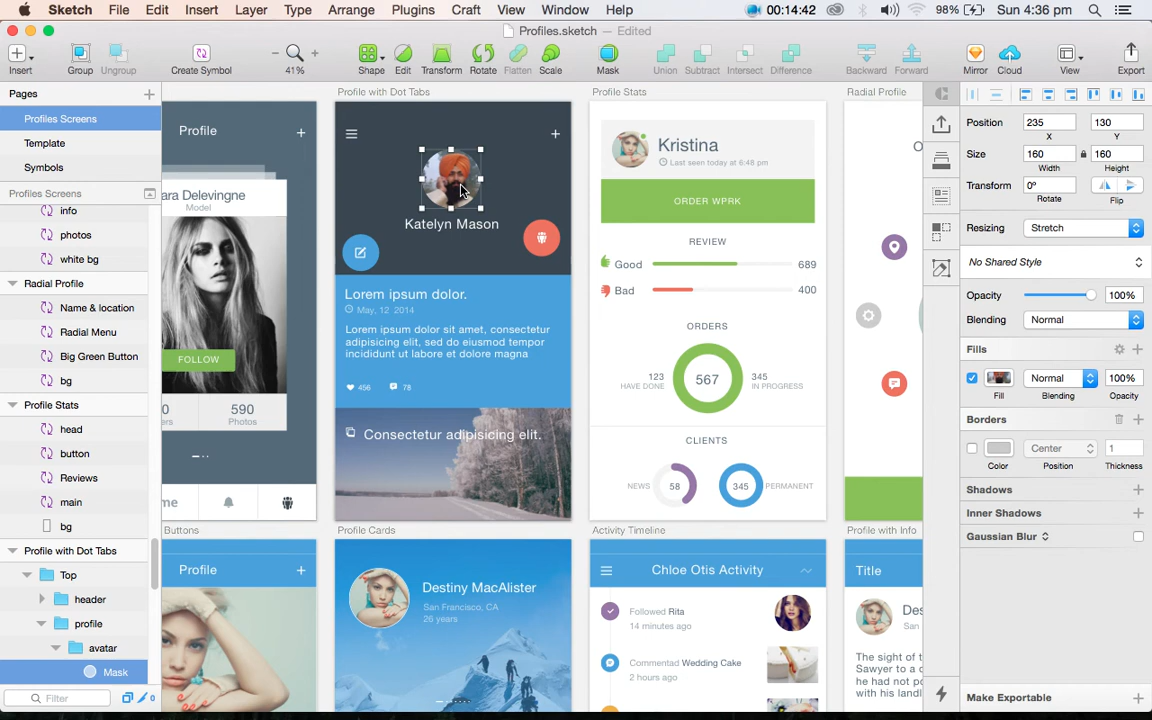 Sketch File Edit Insert Layer Type Arrange Plugins Craft View Window Help 00:14:42 98% Sun 4:36 pm
Profiles.sketch — Edited
Insert Group Ungroup Create Symbol 41% Shape Edit Transform Rotate Flatten Scale Mask Union Subtract Intersect Difference Backward Forward Mirror Cloud View Export
Pages
Profiles Screens
Template
Symbols
Profiles Screens
info
photos
white bg
Radial Profile
Name & location
Radial Menu
Big Green Button
bg
Profile Stats
head
button
Reviews
main
bg
Profile with Dot Tabs
Top
header
profile
avatar
Mask
Filter
0
Profile
ara Delevingne
Model
FOLLOW
0
590
ers
Photos
me
Buttons
Profile
Profile with Dot Tabs
Katelyn Mason
Lorem ipsum dolor.
May, 12 2014
Lorem ipsum dolor sit amet, consectetur
adipisicing elit, sed do eiusmod tempor
incididunt ut labore et dolore magna
456 78
Consectetur adipisicing elit.
Profile Cards
Destiny MacAlister
San Francisco, CA
26 years
Profile Stats
Kristina
Last seen today at 6:48 pm
ORDER WPRK
REVIEW
Good 689
Bad 400
ORDERS
123
HAVE DONE
567
345
IN PROGRESS
CLIENTS
NEWS 58 345 PERMANENT
Activity Timeline
Chloe Otis Activity
Followed Rita
14 minutes ago
Commentad Wedding Cake
2 hours ago
Radial Profile
Profile with Info
Title
Des
San
The sight of t
Sawyer to a c
he had not po
with his landl
Position 235 130
X Y
Size 160 160
Width Height
Transform 0°
Rotate Flip
Resizing Stretch
No Shared Style
Opacity 100%
Blending Normal
Fills
Normal 100%
Fill Blending Opacity
Borders
Center 1
Color Position Thickness
Shadows
Inner Shadows
Gaussian Blur
Make Exportable